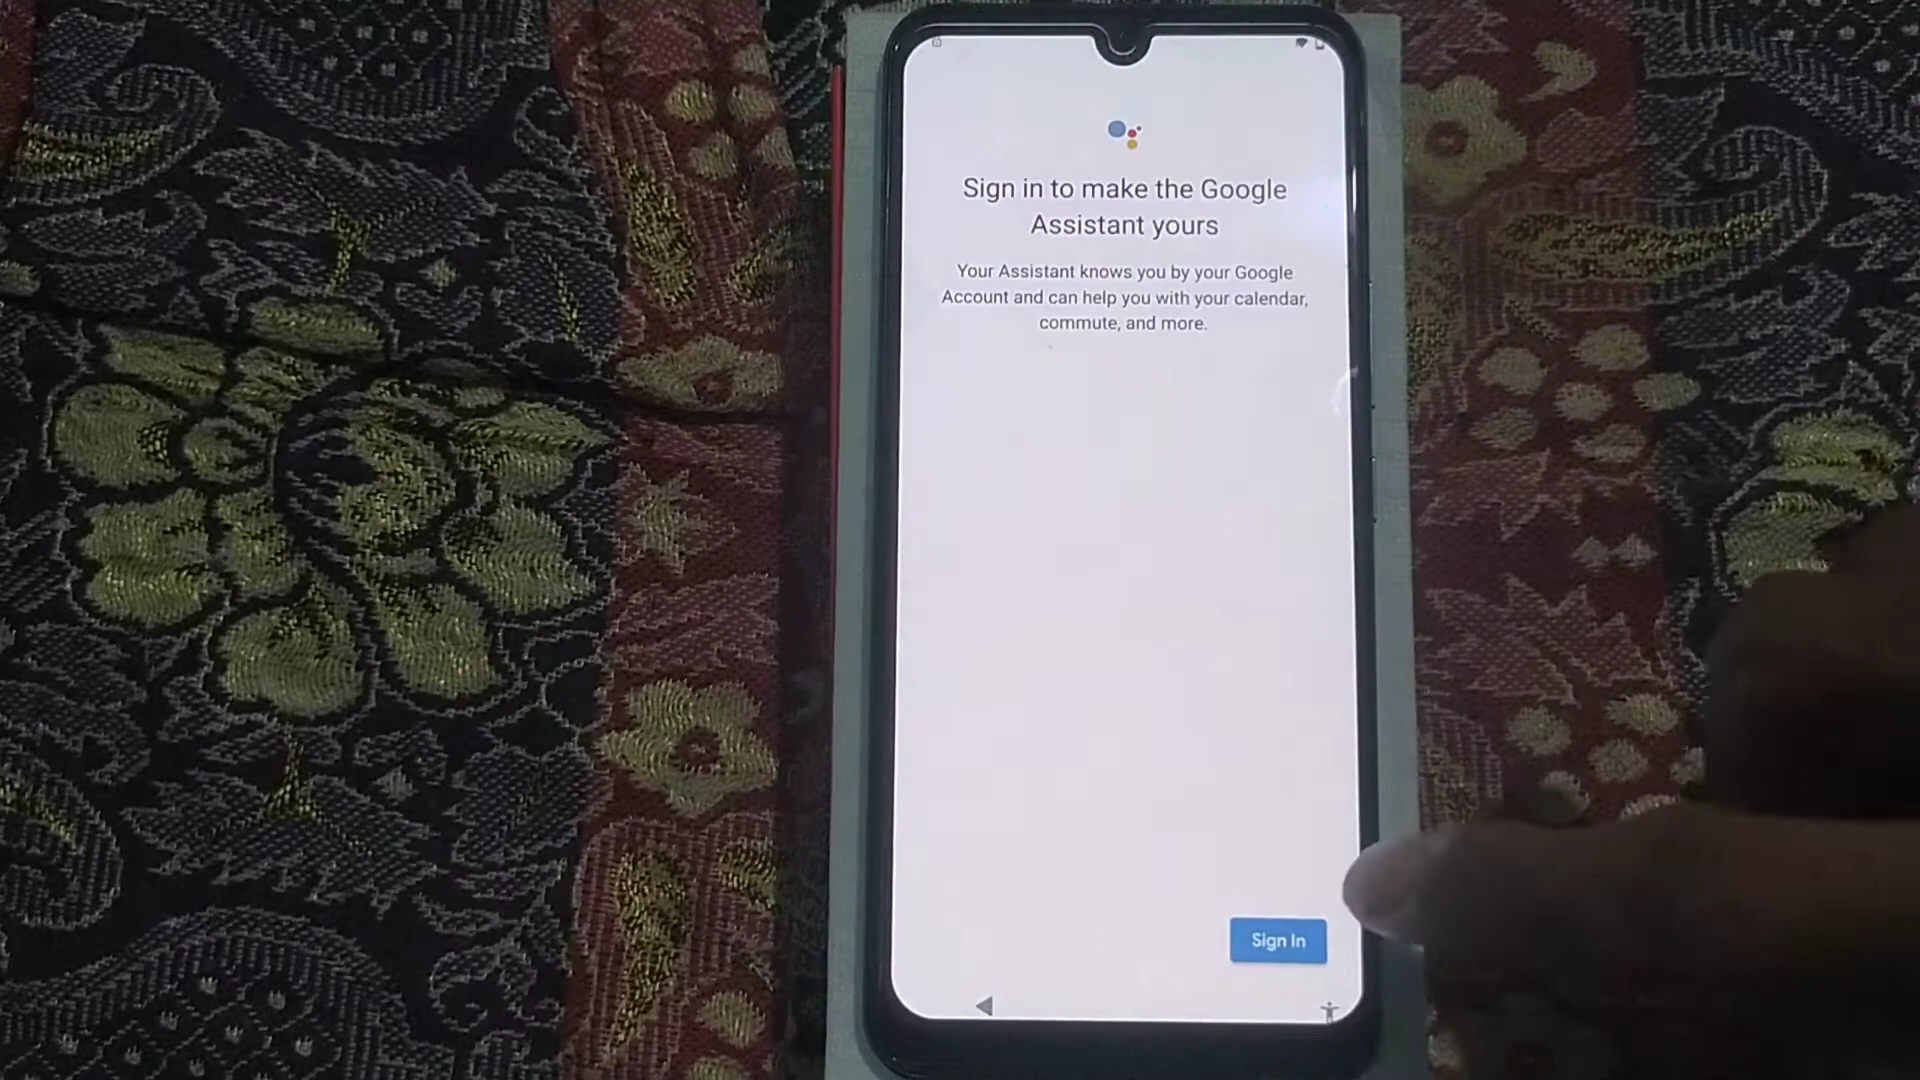 Sign in to make the Google
Assistant yours
Your Assistant knows you by your Google
Account and can help you with your calendar,
commute, and more.
Sign In